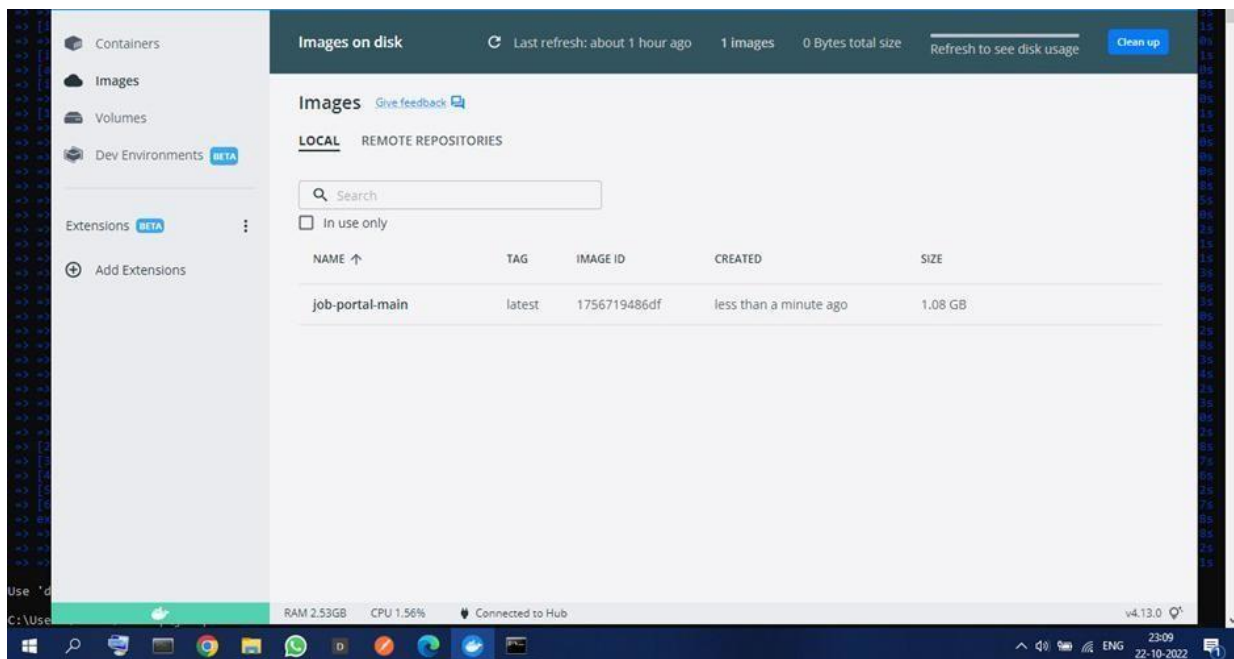 Containers
Images
Volumes
Dev Environments BETA
Extensions BETA
Add Extensions
Images on disk
Last refresh: about 1 hour ago
1 images
0 Bytes total size
Refresh to see disk usage
Clean up
Images Give feedback
LOCAL REMOTE REPOSITORIES
Search
In use only
NAME TAG IMAGE ID CREATED SIZE
job-portal-main latest 1756719486df less than a minute ago 1.08 GB
Use 'd
C:\Use
RAM 2.53GB CPU 1.56% Connected to Hub v4.13.0
ENG 23:09
22-10-2022